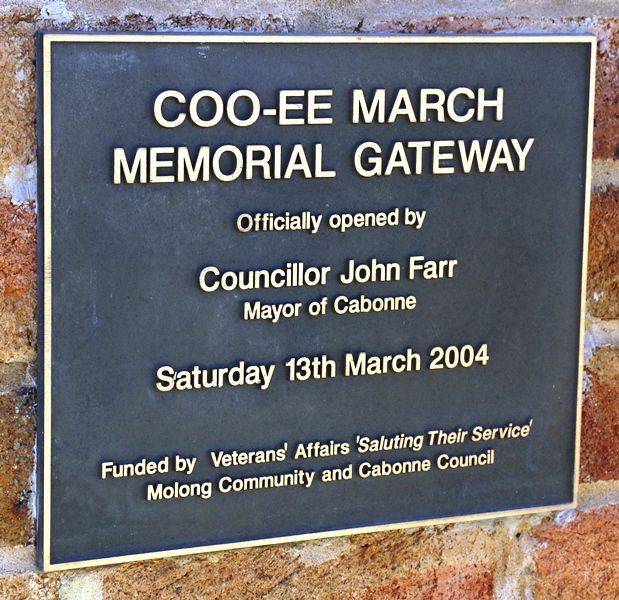 COO-EE MARCH
MEMORIAL GATEWAY
Officially opened by
Councillor John Farr
Mayor of Cabonne
Saturday 13th March 2004
Funded by Veterans' Affairs 'Saluting Their Service'
Molong Community and Cabonne Council